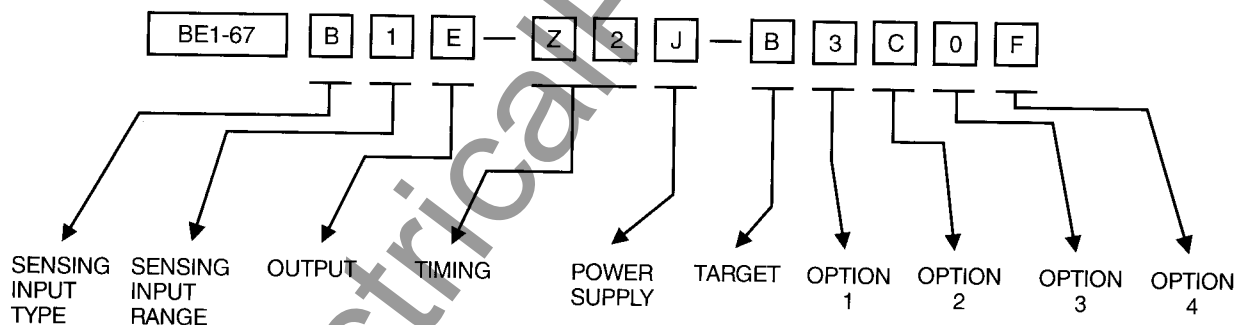 BE1-67 B 1 E — Z 2 J — B 3 C 0 F
SENSING INPUT TYPE
SENSING INPUT RANGE
OUTPUT
TIMING
POWER SUPPLY
TARGET
OPTION 1
OPTION 2
OPTION 3
OPTION 4